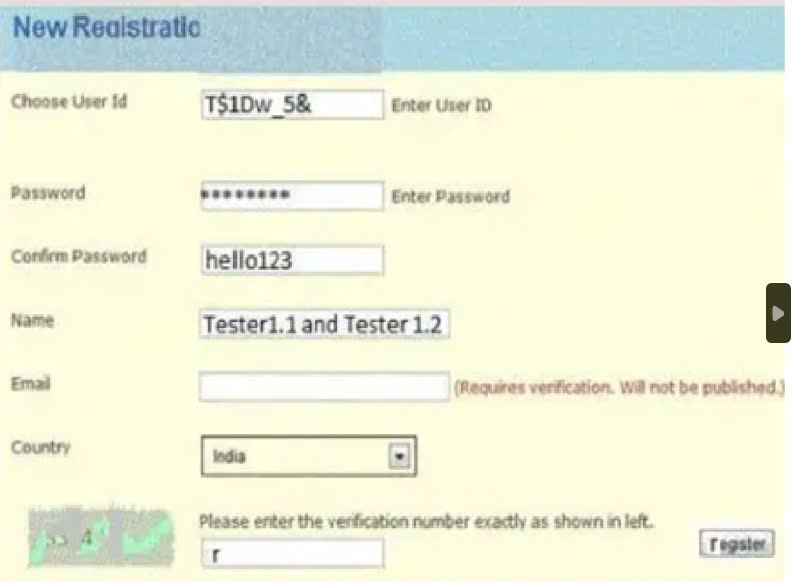 New Registratic
Choose User Id T$1Dw_5& Enter User ID
Password ******** Enter Password
Confirm Password hello123
Name Tester1.1 and Tester 1.2
Email (Requires verification. Will not be published.)
Country India
Please enter the verification number exactly as shown in left.
4 r register